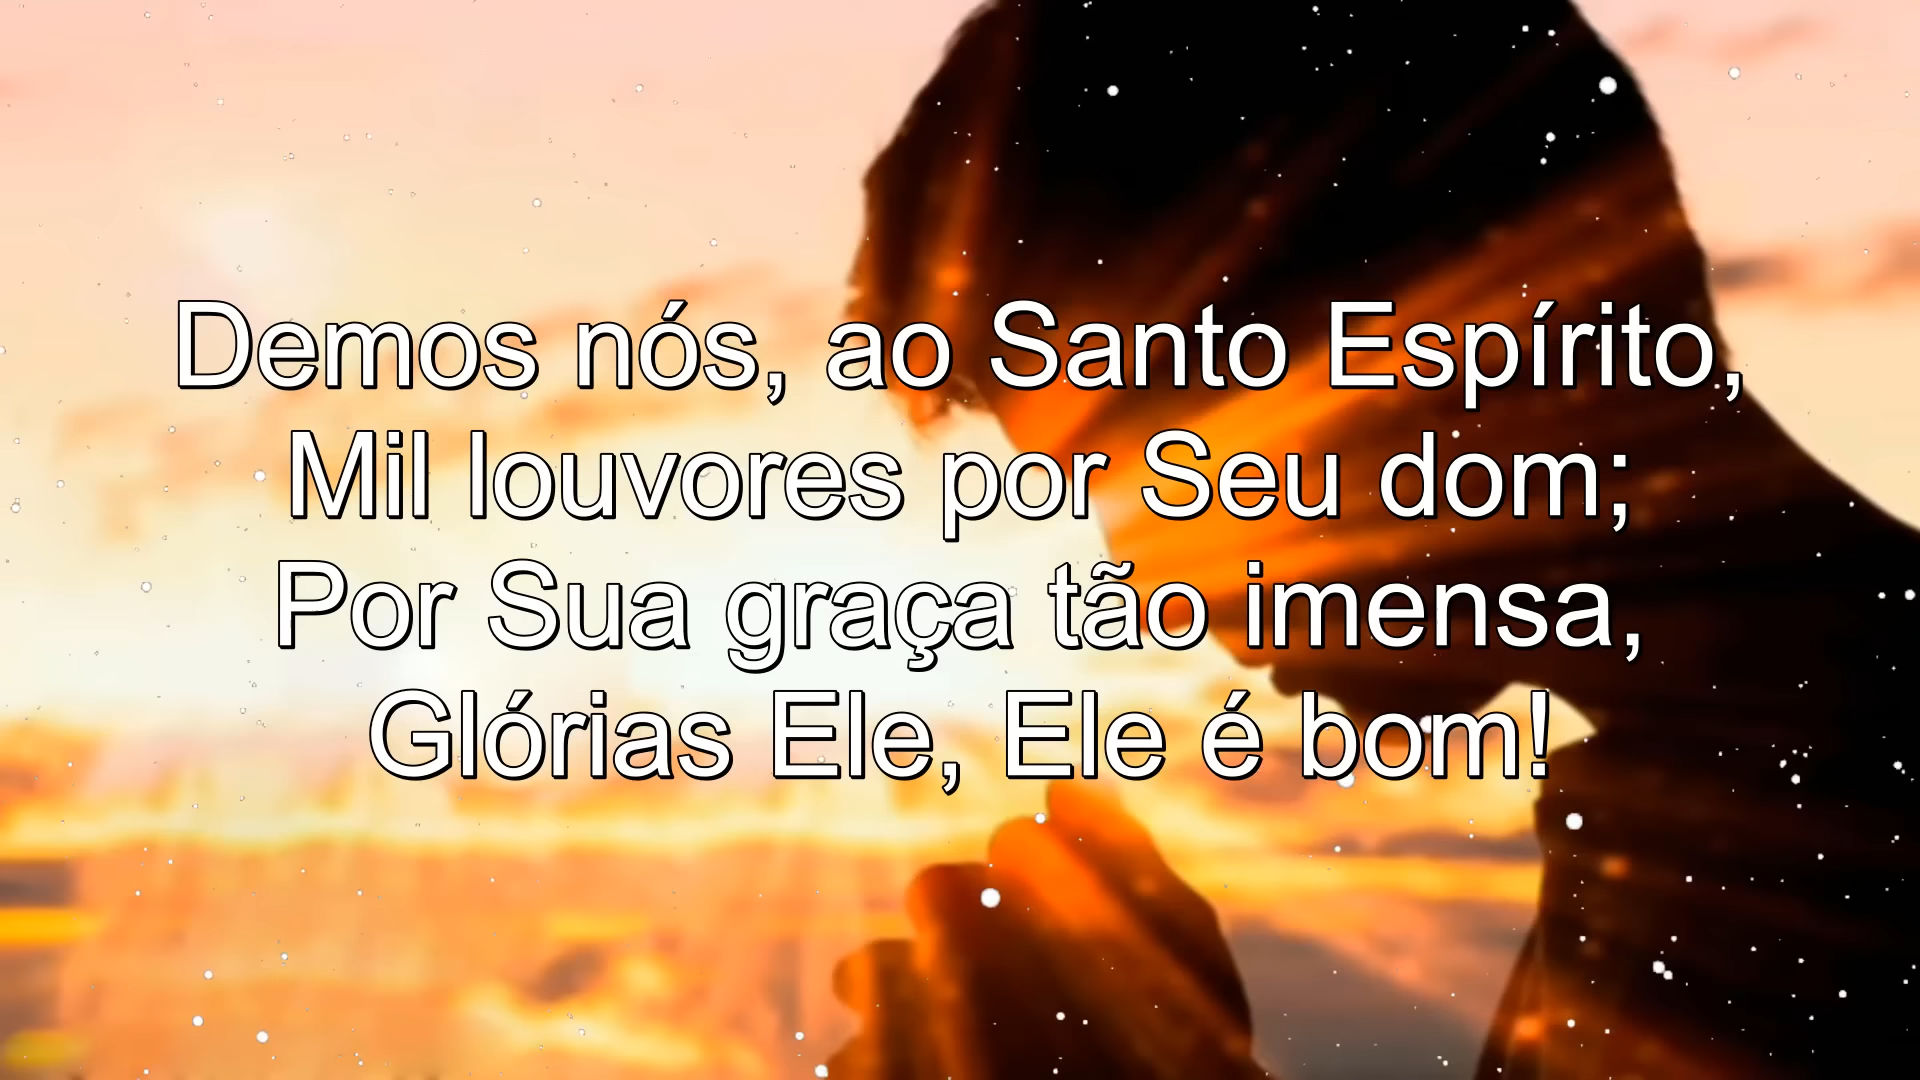 Demos nós, ao Santo Espírito,
Mil louvores por Seu dom;
Por Sua graça tão imensa,
Glórias Ele, Ele é bom!